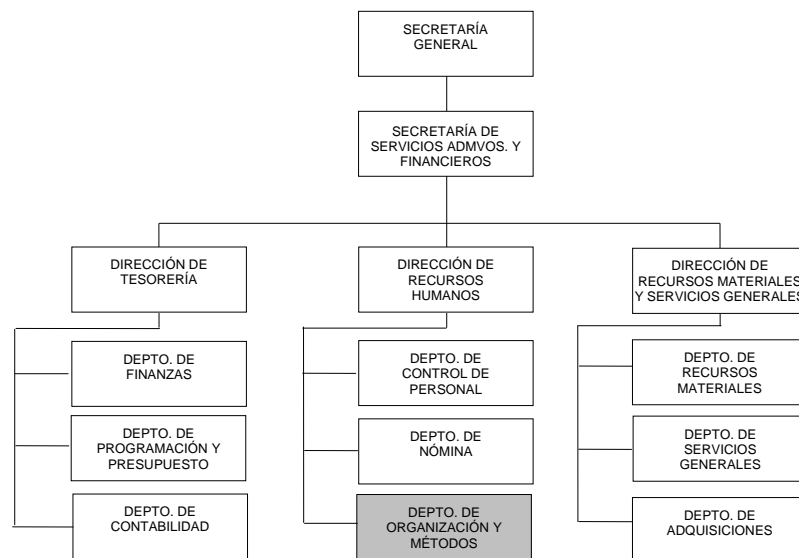 SECRETARÍA
GENERAL
SECRETARÍA DE
SERVICIOS ADMVOS. Y
FINANCIEROS
DIRECCIÓN DE
TESORERÍA
DIRECCIÓN DE
RECURSOS
HUMANOS
DIRECCIÓN DE
RECURSOS MATERIALES
Y SERVICIOS GENERALES
DEPTO. DE
FINANZAS
DEPTO. DE
CONTROL DE
PERSONAL
DEPTO. DE
RECURSOS
MATERIALES
DEPTO. DE
PROGRAMACIÓN Y
PRESUPUESTO
DEPTO. DE
NÓMINA
DEPTO. DE
SERVICIOS
GENERALES
DEPTO. DE
CONTABILIDAD
DEPTO. DE
ORGANIZACIÓN Y
MÉTODOS
DEPTO. DE
ADQUISICIONES